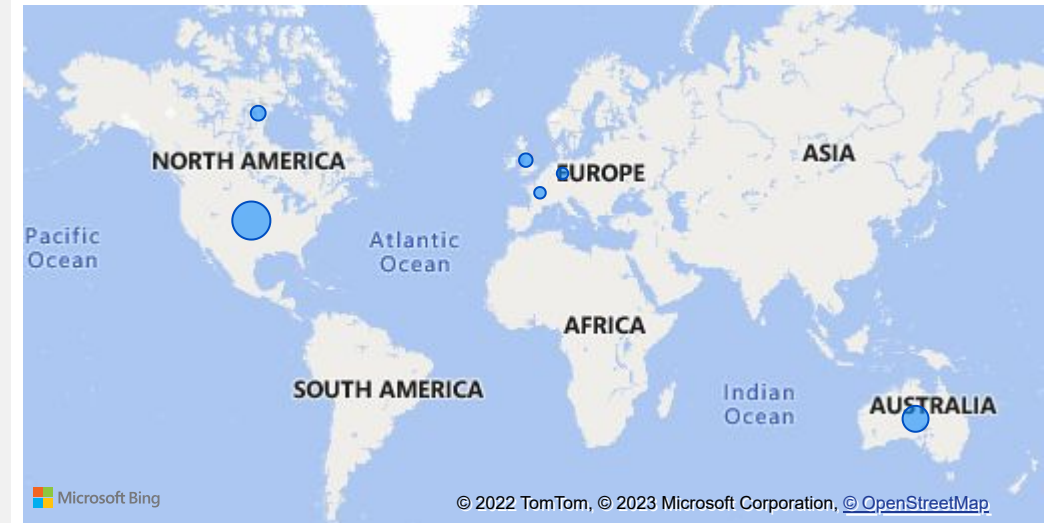 NORTH AMERICA
EUROPE
ASIA
Pacific
Ocean
Atlantic
Ocean
AFRICA
SOUTH AMERICA
Indian
Ocean
AUSTRALIA
Microsoft Bing
© 2022 TomTom, © 2023 Microsoft Corporation, © OpenStreetMap